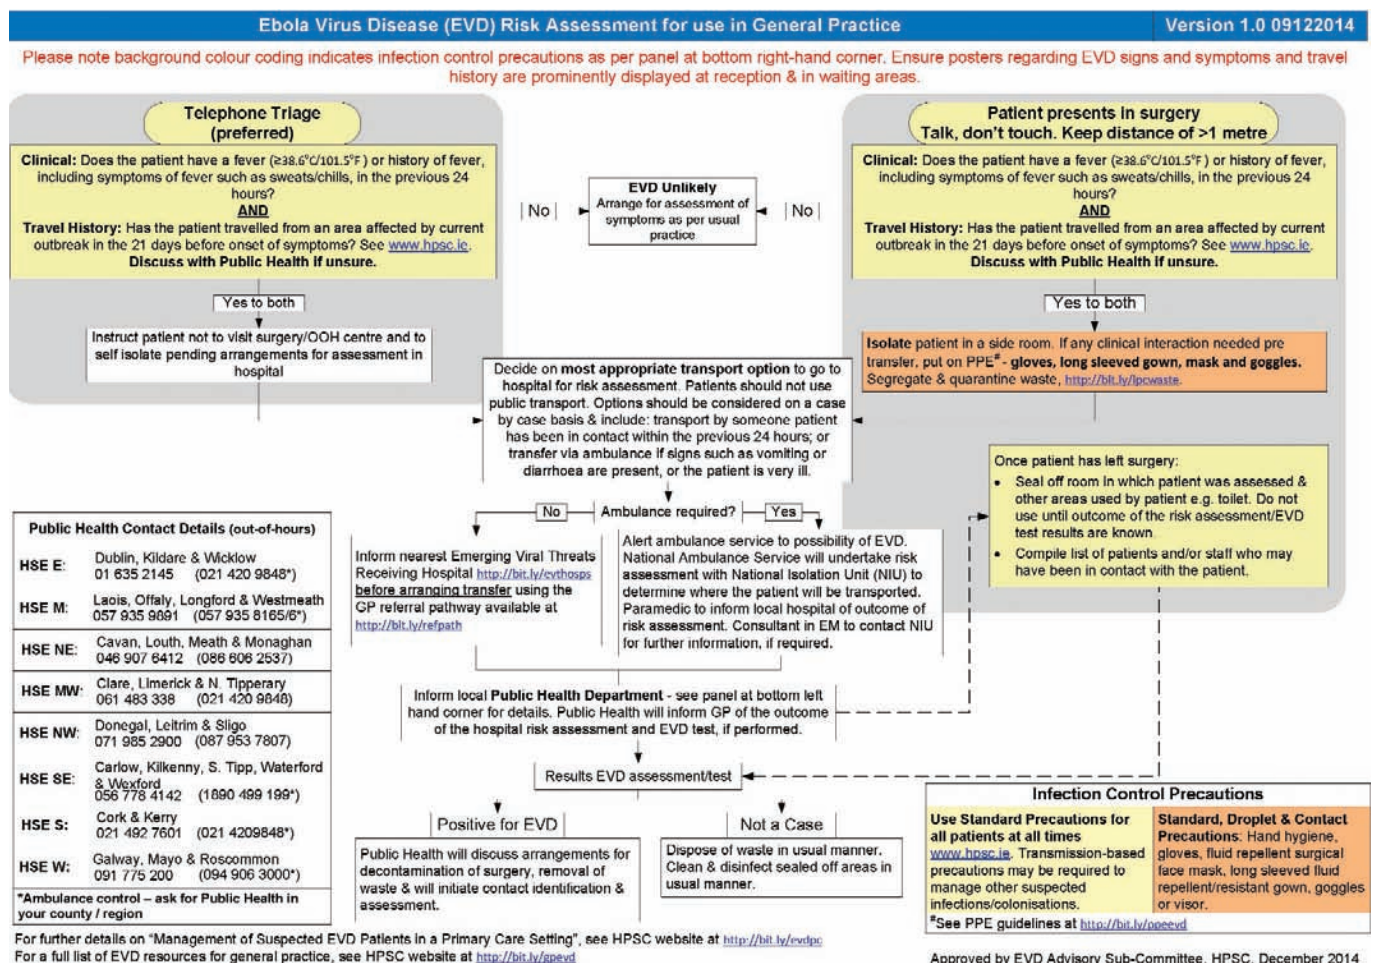 Ebola Virus Disease (EVD) Risk Assessment for use in General Practice
Version 1.0 09122014
Please note background colour coding indicates infection control precautions as per panel at bottom right-hand corner. Ensure posters regarding EVD signs and symptoms and travel
history are prominently displayed at reception & in waiting areas.
Telephone Triage
(preferred)
Clinical: Does the patient have a fever (≥38.6°C/101.5°F) or history of fever,
including symptoms of fever such as sweats/chills, in the previous 24
hours?
AND
Travel History: Has the patient travelled from an area affected by current
outbreak in the 21 days before onset of symptoms? See www.hpsc.ie.
Discuss with Public Health if unsure.
Yes to both
Instruct patient not to visit surgery/OOH centre and to
self isolate pending arrangements for assessment in
hospital
No
EVD Unlikely
Arrange for assessment of
symptoms as per usual
practice
No
Patient presents in surgery
Talk, don't touch. Keep distance of >1 metre
Clinical: Does the patient have a fever (≥38.6°C/101.5°F) or history of fever,
including symptoms of fever such as sweats/chills, in the previous 24
hours?
AND
Travel History: Has the patient travelled from an area affected by current
outbreak in the 21 days before onset of symptoms? See www.hpsc.ie.
Discuss with Public Health if unsure.
Yes to both
Isolate patient in a side room. If any clinical interaction needed pre
transfer, put on PPE# - gloves, long sleeved gown, mask and goggles.
Segregate & quarantine waste, http://bit.ly/ipcwaste.
Decide on most appropriate transport option to go to
hospital for risk assessment. Patients should not use
public transport. Options should be considered on a case
by case basis & include: transport by someone patient
has been in contact within the previous 24 hours; or
transfer via ambulance if signs such as vomiting or
diarrhoea are present, or the patient is very ill.
No
Ambulance required?
Yes
Inform nearest Emerging Viral Threats
Receiving Hospital http://bit.ly/evthosps
before arranging transfer using the
GP referral pathway available at
http://bit.ly/refpath
Alert ambulance service to possibility of EVD.
National Ambulance Service will undertake risk
assessment with National Isolation Unit (NIU) to
determine where the patient will be transported.
Paramedic to inform local hospital of outcome of
risk assessment. Consultant in EM to contact NIU
for further information, if required.
Once patient has left surgery:
• Seal off room in which patient was assessed &
other areas used by patient e.g. toilet. Do not
use until outcome of the risk assessment/EVD
test results are known.
• Compile list of patients and/or staff who may
have been in contact with the patient.
Inform local Public Health Department - see panel at bottom left
hand corner for details. Public Health will inform GP of the outcome
of the hospital risk assessment and EVD test, if performed.
Results EVD assessment/test
Positive for EVD
Public Health will discuss arrangements for
decontamination of surgery, removal of
waste & will initiate contact identification &
assessment.
Not a Case
Dispose of waste in usual manner.
Clean & disinfect sealed off areas in
usual manner.
Public Health Contact Details (out-of-hours)
HSE E: Dublin, Kildare & Wicklow
01 635 2145 (021 420 9848*)
HSE M: Laois, Offaly, Longford & Westmeath
057 935 9891 (057 935 8165/6*)
HSE NE: Cavan, Louth, Meath & Monaghan
046 907 6412 (086 606 2537)
HSE MW: Clare, Limerick & N. Tipperary
061 483 338 (021 420 9848)
HSE NW: Donegal, Leitrim & Sligo
071 985 2900 (087 953 7807)
HSE SE: Carlow, Kilkenny, S. Tipp, Waterford
& Wexford
056 778 4142 (1890 499 199*)
HSE S: Cork & Kerry
021 492 7601 (021 4209848*)
HSE W: Galway, Mayo & Roscommon
091 775 200 (094 906 3000*)
*Ambulance control – ask for Public Health in
your county / region
Infection Control Precautions
Use Standard Precautions for
all patients at all times
www.hpsc.ie. Transmission-based
precautions may be required to
manage other suspected
infections/colonisations.
Standard, Droplet & Contact
Precautions: Hand hygiene,
gloves, fluid repellent surgical
face mask, long sleeved fluid
repellent/resistant gown, goggles
or visor.
#See PPE guidelines at http://bit.ly/ppeevd
For further details on "Management of Suspected EVD Patients in a Primary Care Setting", see HPSC website at http://bit.ly/evdpc
For a full list of EVD resources for general practice, see HPSC website at http://bit.ly/gpevd
Approved by EVD Advisory Sub-Committee, HPSC, December 2014